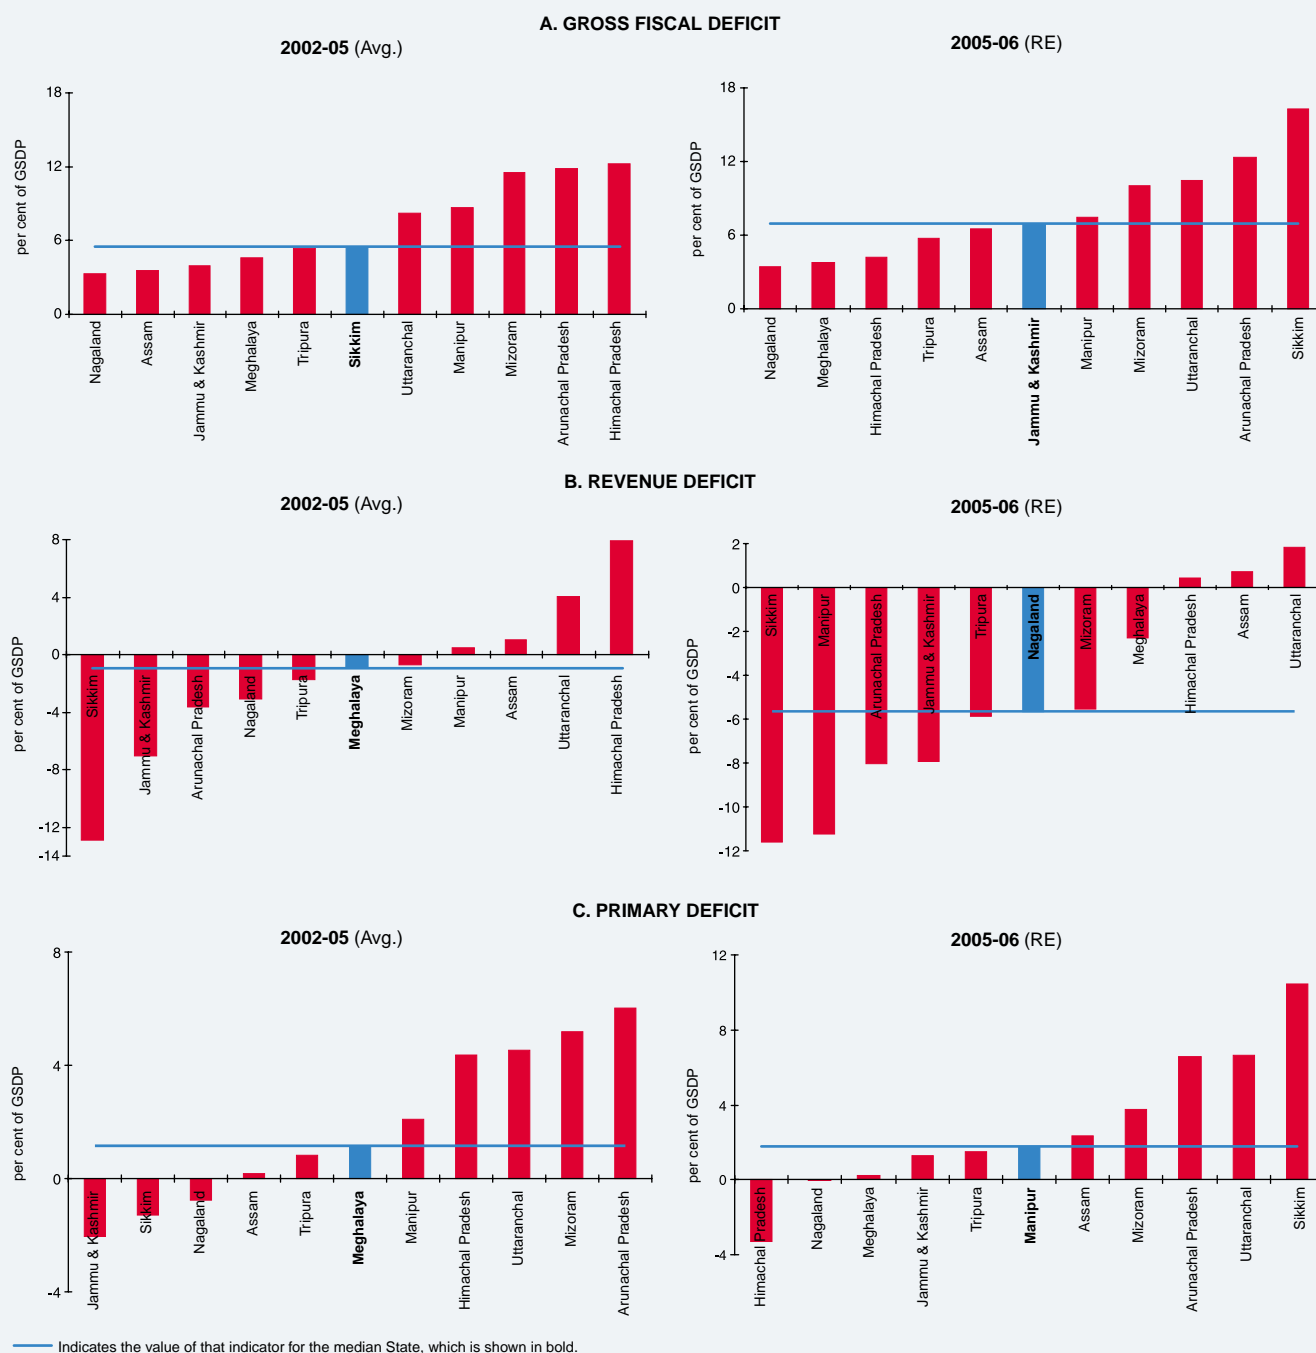 A. GROSS FISCAL DEFICIT
2002-05 (Avg.)
per cent of GSDP
18
12
6
0
Nagaland
Assam
Jammu & Kashmir
Meghalaya
Tripura
Sikkim
Uttaranchal
Manipur
Mizoram
Arunachal Pradesh
Himachal Pradesh
2005-06 (RE)
per cent of GSDP
18
12
6
0
Nagaland
Meghalaya
Himachal Pradesh
Tripura
Assam
Jammu & Kashmir
Manipur
Mizoram
Uttaranchal
Arunachal Pradesh
Sikkim
B. REVENUE DEFICIT
2002-05 (Avg.)
per cent of GSDP
8
4
0
-4
-8
-12
-14
Sikkim
Jammu & Kashmir
Arunachal Pradesh
Nagaland
Tripura
Meghalaya
Mizoram
Manipur
Assam
Uttaranchal
Himachal Pradesh
2005-06 (RE)
per cent of GSDP
2
0
-2
-4
-6
-8
-10
-12
Sikkim
Manipur
Arunachal Pradesh
Jammu & Kashmir
Tripura
Nagaland
Mizoram
Meghalaya
Himachal Pradesh
Assam
Uttaranchal
C. PRIMARY DEFICIT
2002-05 (Avg.)
per cent of GSDP
8
4
0
-4
Jammu & Kashmir
Sikkim
Nagaland
Assam
Tripura
Meghalaya
Manipur
Himachal Pradesh
Uttaranchal
Mizoram
Arunachal Pradesh
2005-06 (RE)
per cent of GSDP
12
8
4
0
-4
Himachal Pradesh
Nagaland
Meghalaya
Jammu & Kashmir
Tripura
Manipur
Assam
Mizoram
Arunachal Pradesh
Uttaranchal
Sikkim
Indicates the value of that indicator for the median State, which is shown in bold.